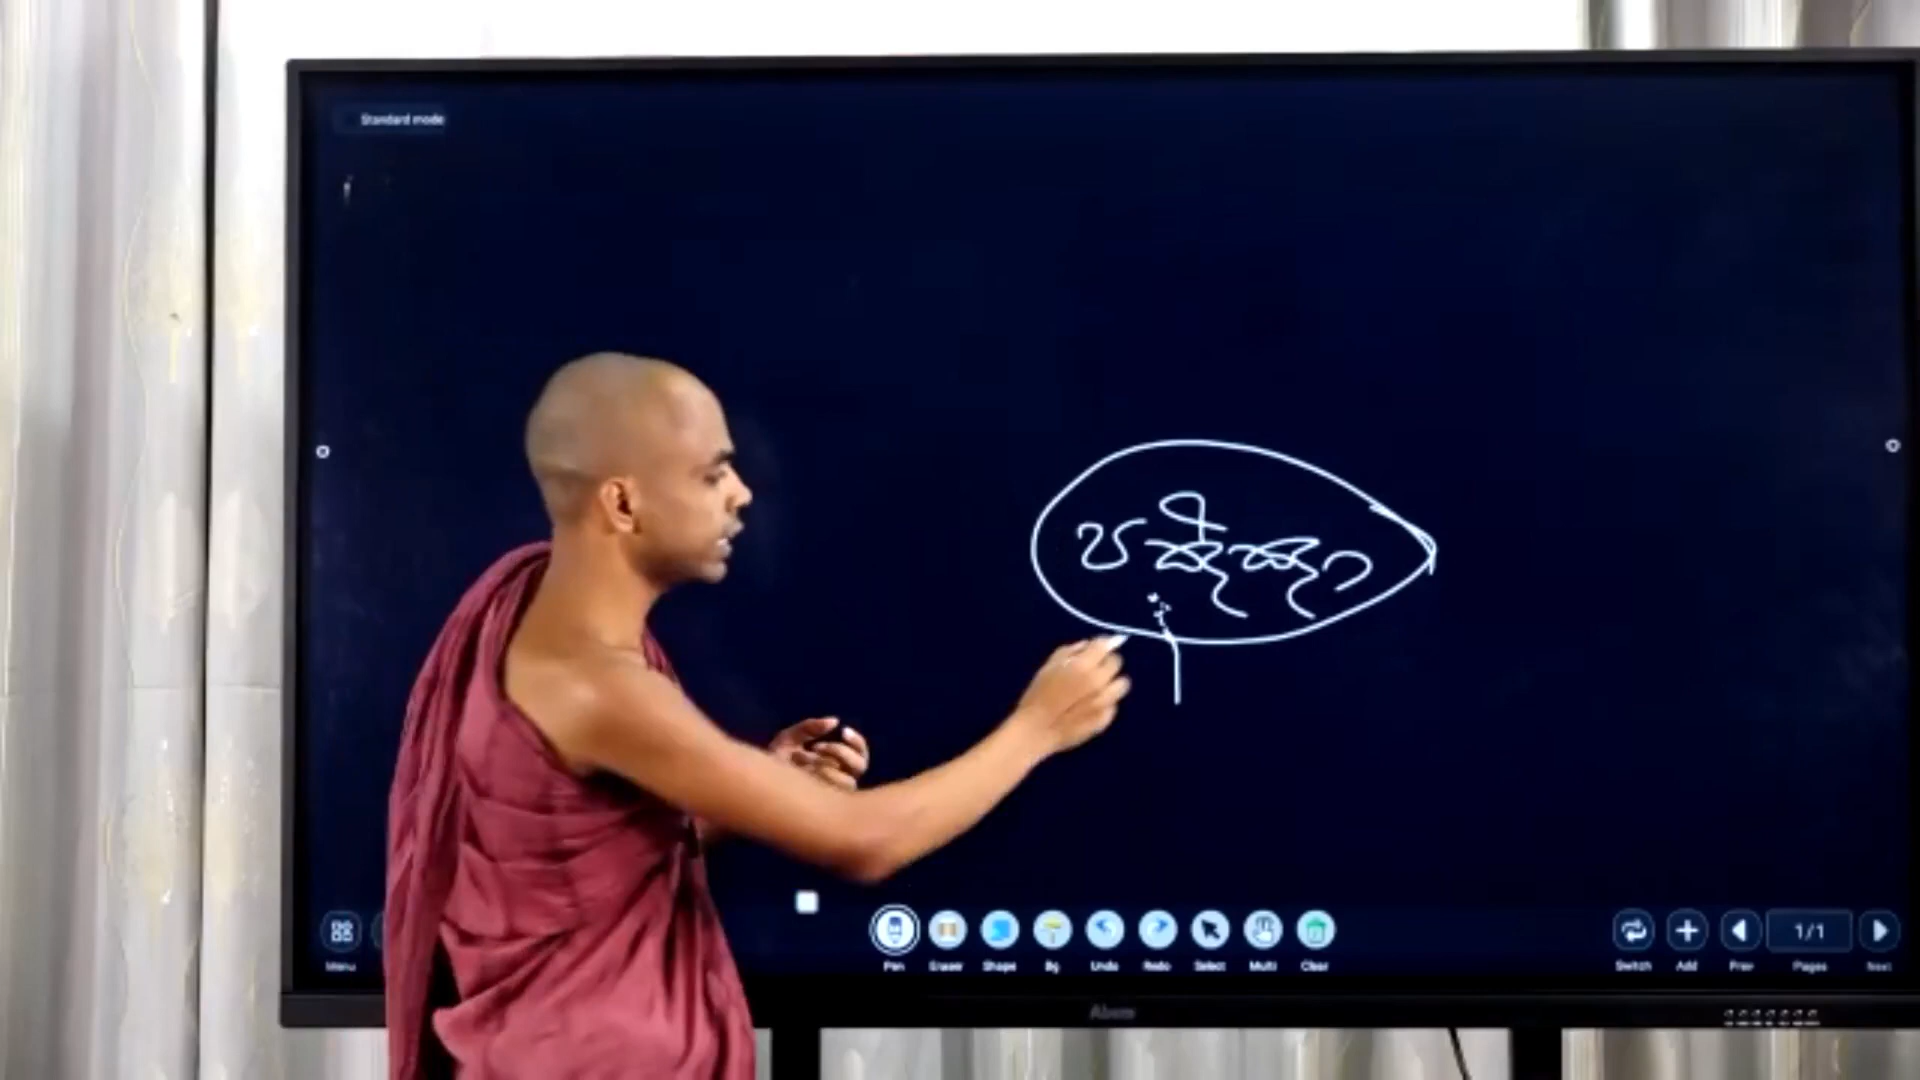 Standard mode
පඤ්ඤා
Menu
Pen Eraser Shape Bg Undo Redo Select Multi Clear
Switch Add Prev 1/1 Pages Next